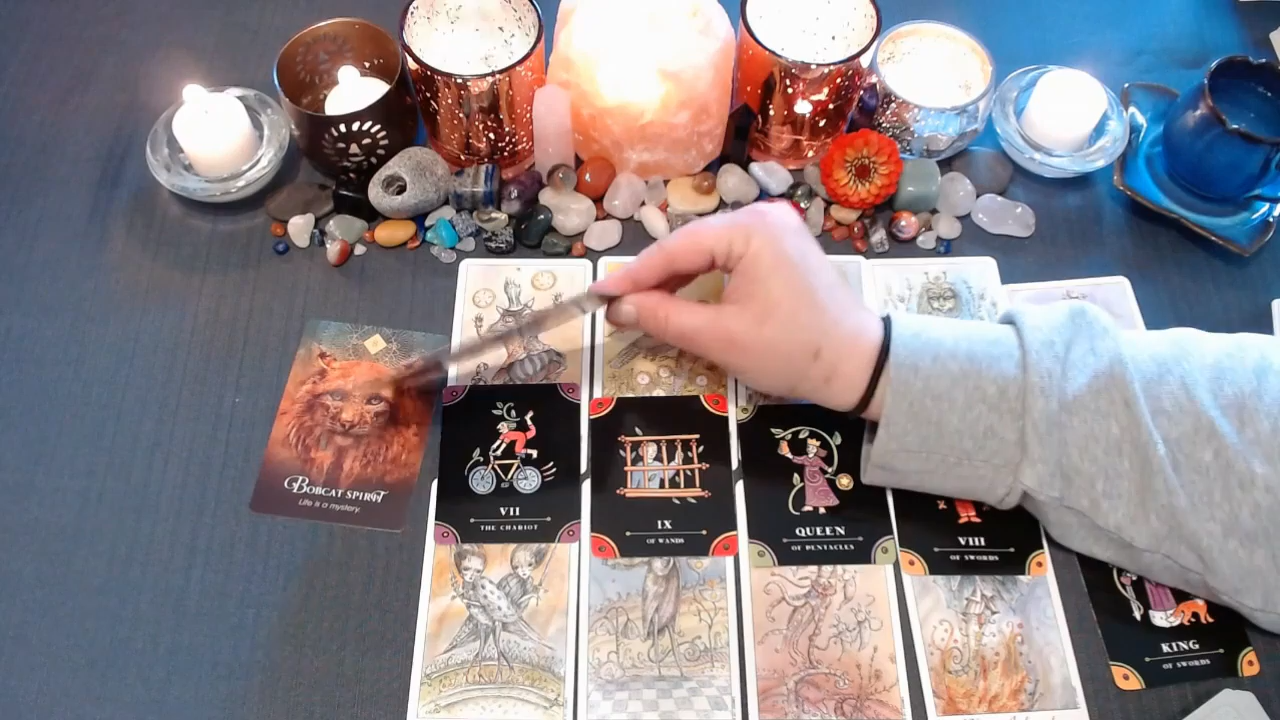 BOBCAT SPIRIT
Life is a mystery.
VII
THE CHARIOT
IX
OF WANDS
QUEEN
OF PENTACLES
VIII
OF SWORDS
KING
OF SWORDS